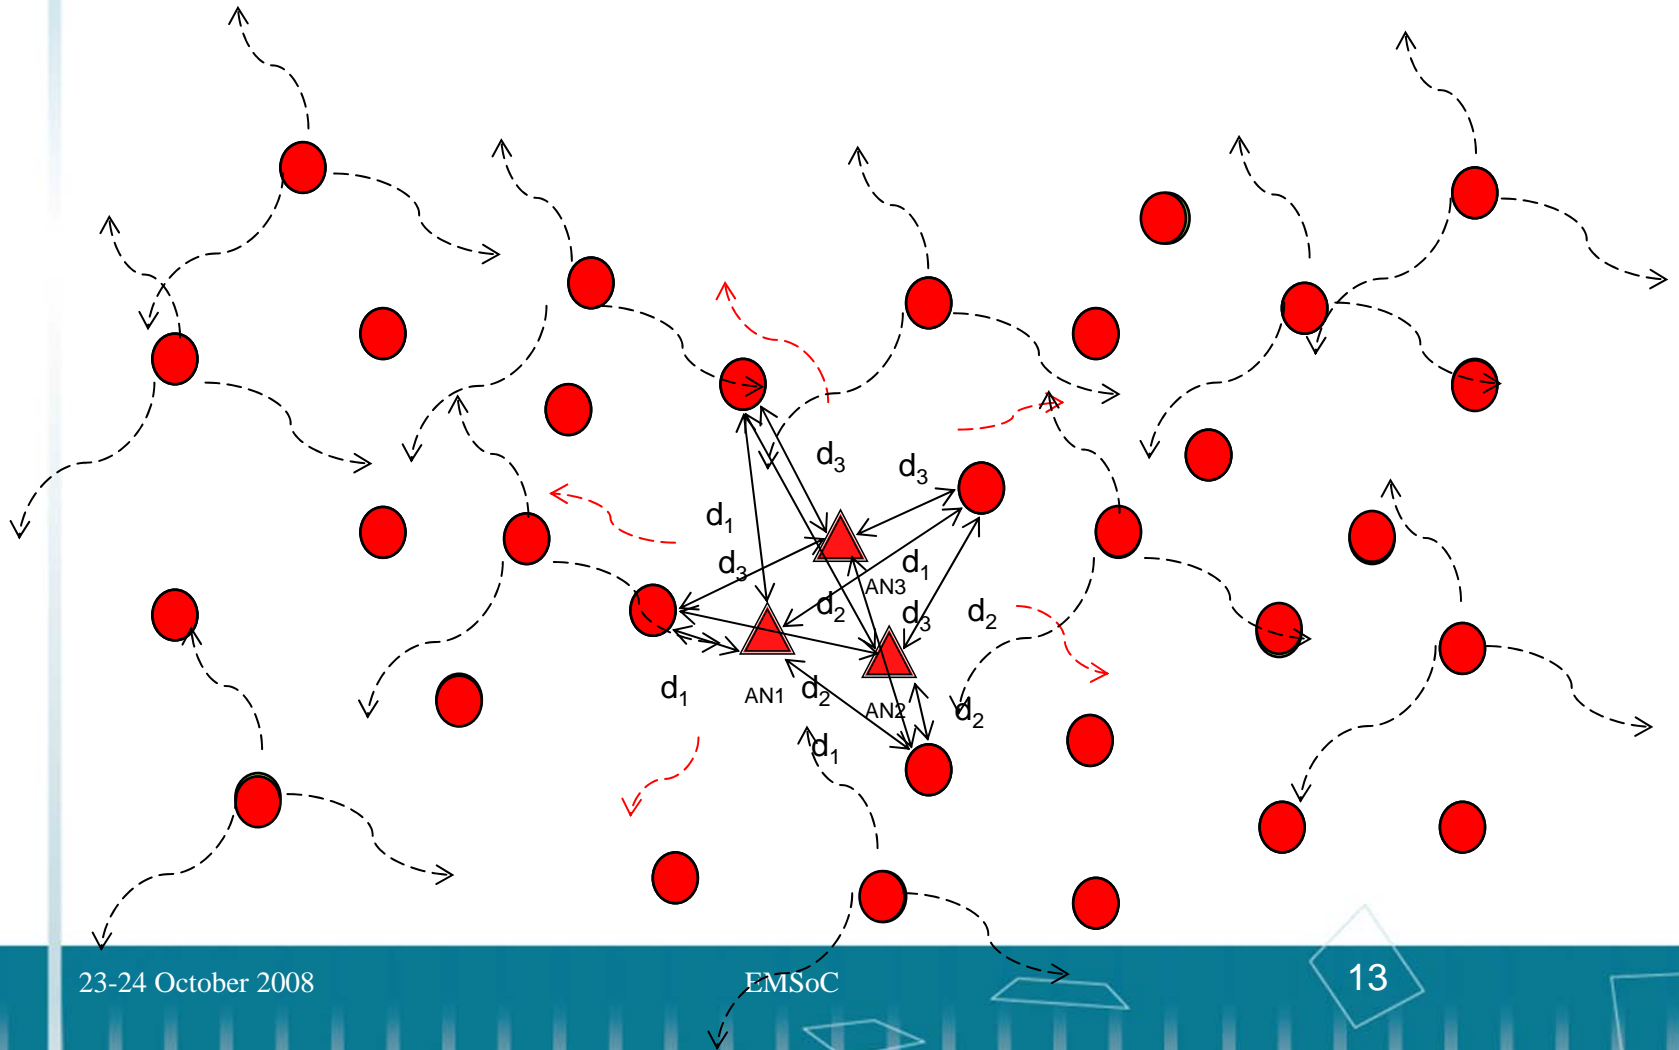 d3
d3
d1
d3
d1
AN3
d2
d3
d2
d1
AN1
d2
AN2
d2
d1
23-24 October 2008
EMSoC
13